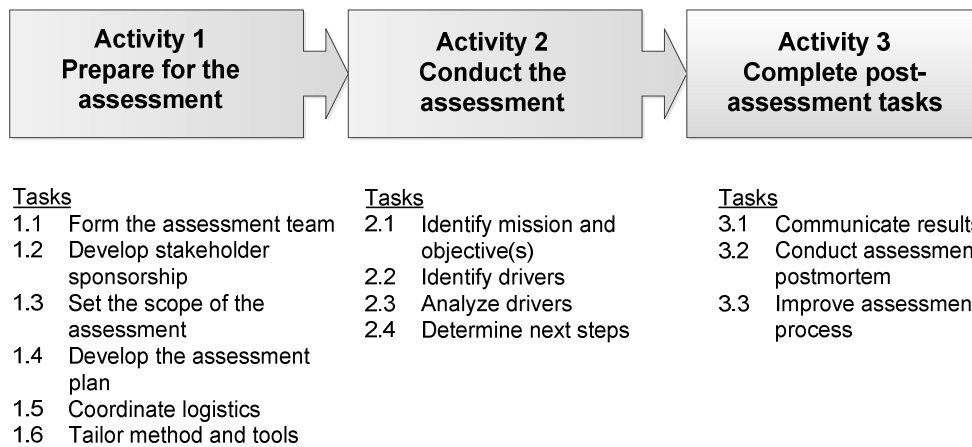 Activity 1
Prepare for the
assessment
Activity 2
Conduct the
assessment
Activity 3
Complete post-
assessment tasks
Tasks
1.1 Form the assessment team
1.2 Develop stakeholder
sponsorship
1.3 Set the scope of the
assessment
1.4 Develop the assessment
plan
1.5 Coordinate logistics
1.6 Tailor method and tools
Tasks
2.1 Identify mission and
objective(s)
2.2 Identify drivers
2.3 Analyze drivers
2.4 Determine next steps
Tasks
3.1 Communicate results
3.2 Conduct assessmen
postmortem
3.3 Improve assessmen
process